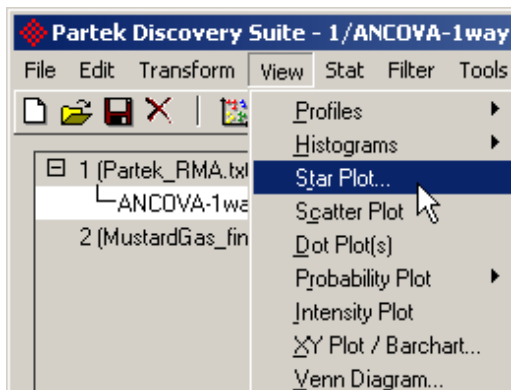 Partek Discovery Suite - 1/ANCOVA-1way
File Edit Transform View Stat Filter Tools
1 (Partek_RMA.txt
ANCOVA-1wa
2 (MustardGas_fin
Profiles
Histograms
Star Plot...
Scatter Plot
Dot Plot(s)
Probability Plot
Intensity Plot
XY Plot / Barchart...
Venn Diagram...